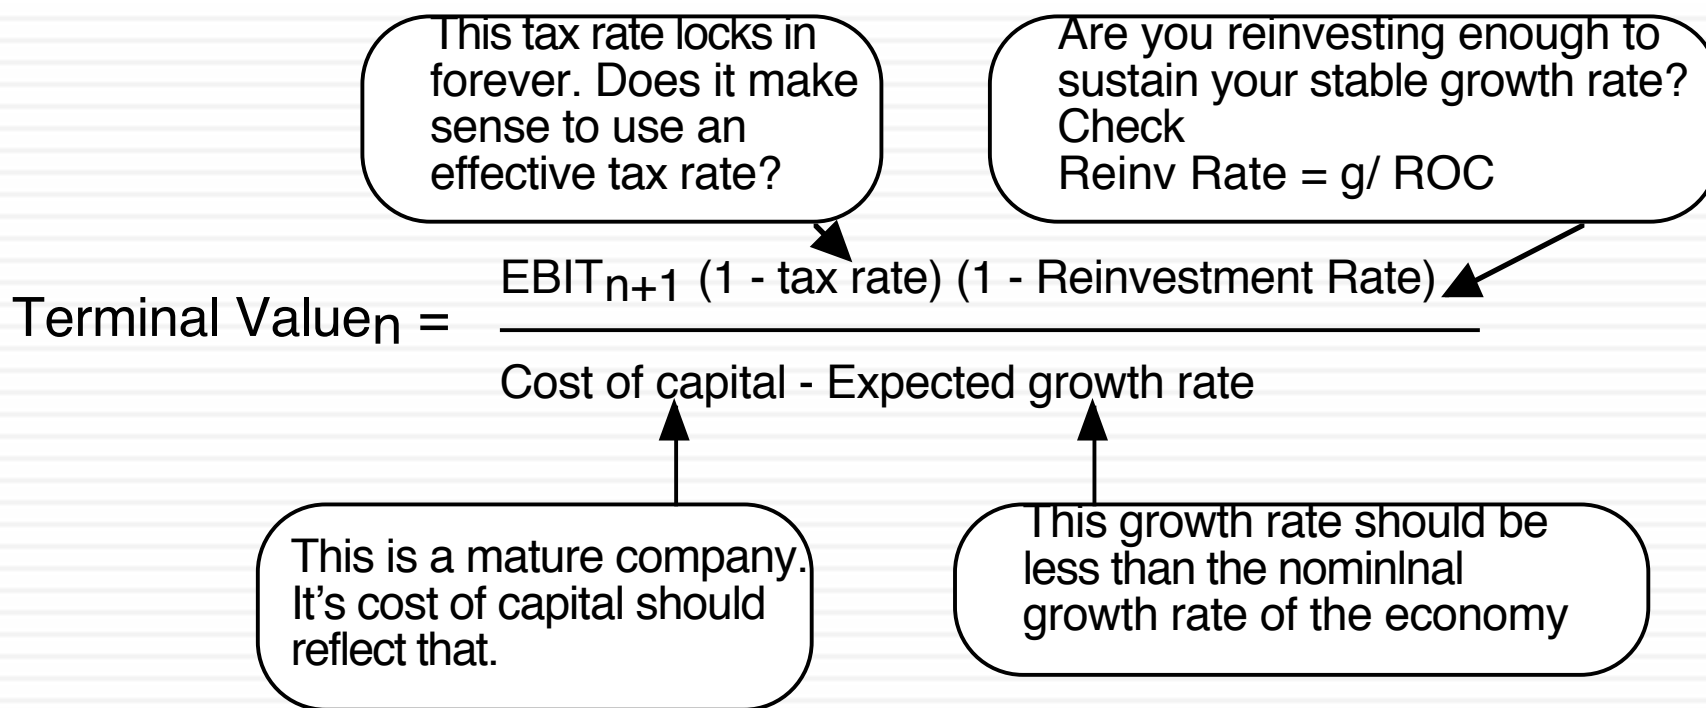 This tax rate locks in
forever. Does it make
sense to use an
effective tax rate?
Are you reinvesting enough to
sustain your stable growth rate?
Check
Reinv Rate = g/ ROC
EBITn+1 (1 - tax rate) (1 - Reinvestment Rate)
Terminal Valuen =
Cost of capital - Expected growth rate
This is a mature company.
It's cost of capital should
reflect that.
This growth rate should be
less than the nominlnal
growth rate of the economy